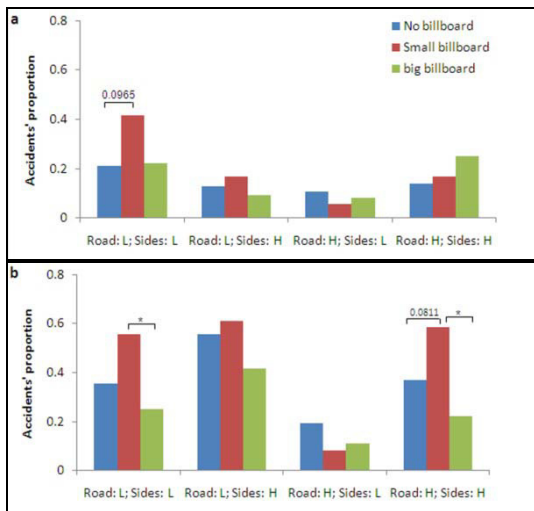 a
No billboard
Small billboard
big billboard
Accidents' proportion
0.8
0.6
0.4
0.2
0
0.0965
Road: L; Sides: L
Road: L; Sides: H
Road: H; Sides: L
Road: H; Sides: H
b
Accidents' proportion
0.8
0.6
0.4
0.2
0
*
0.0811
*
Road: L; Sides: L
Road: L; Sides: H
Road: H; Sides: L
Road: H; Sides: H